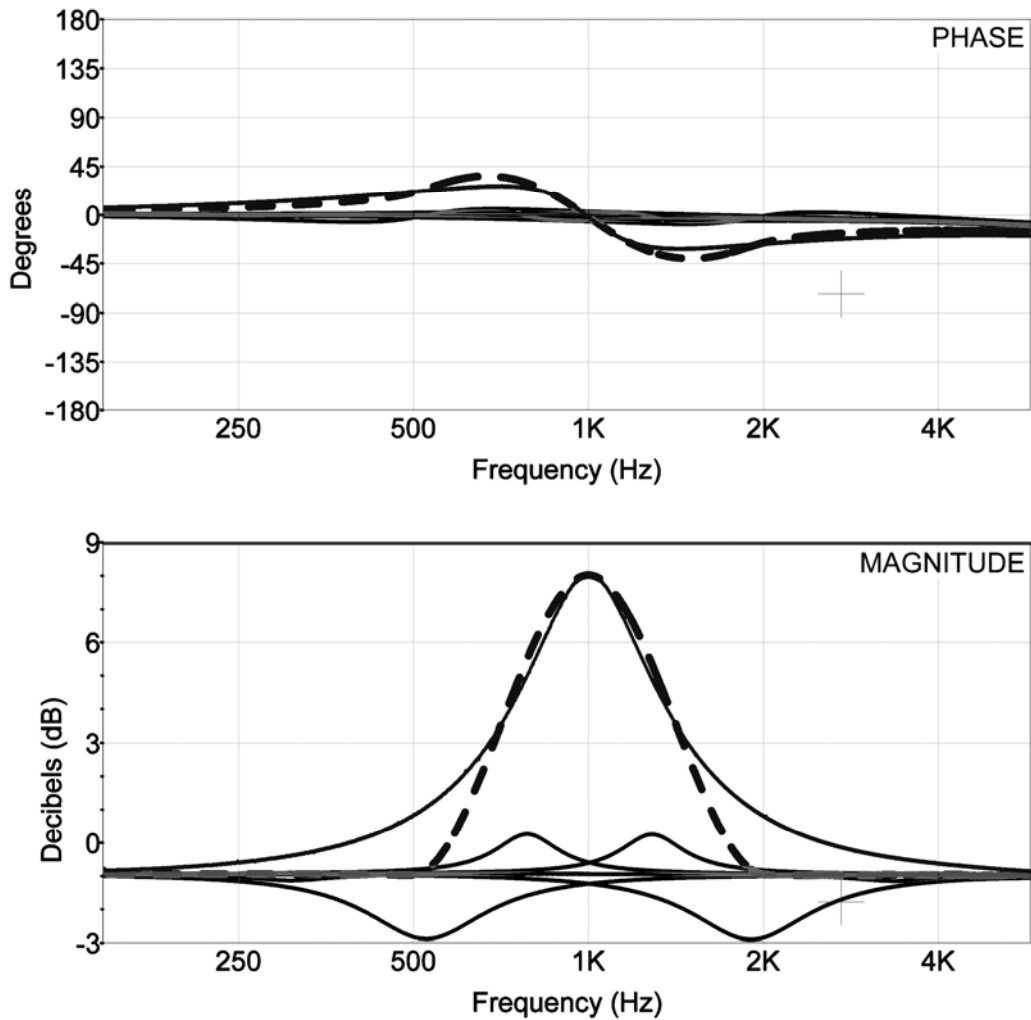 PHASE
180
135
90
45
0
-45
-90
-135
-180
Degrees
250 500 1K 2K 4K
Frequency (Hz)
MAGNITUDE
9
6
3
0
-3
Decibels (dB)
250 500 1K 2K 4K
Frequency (Hz)